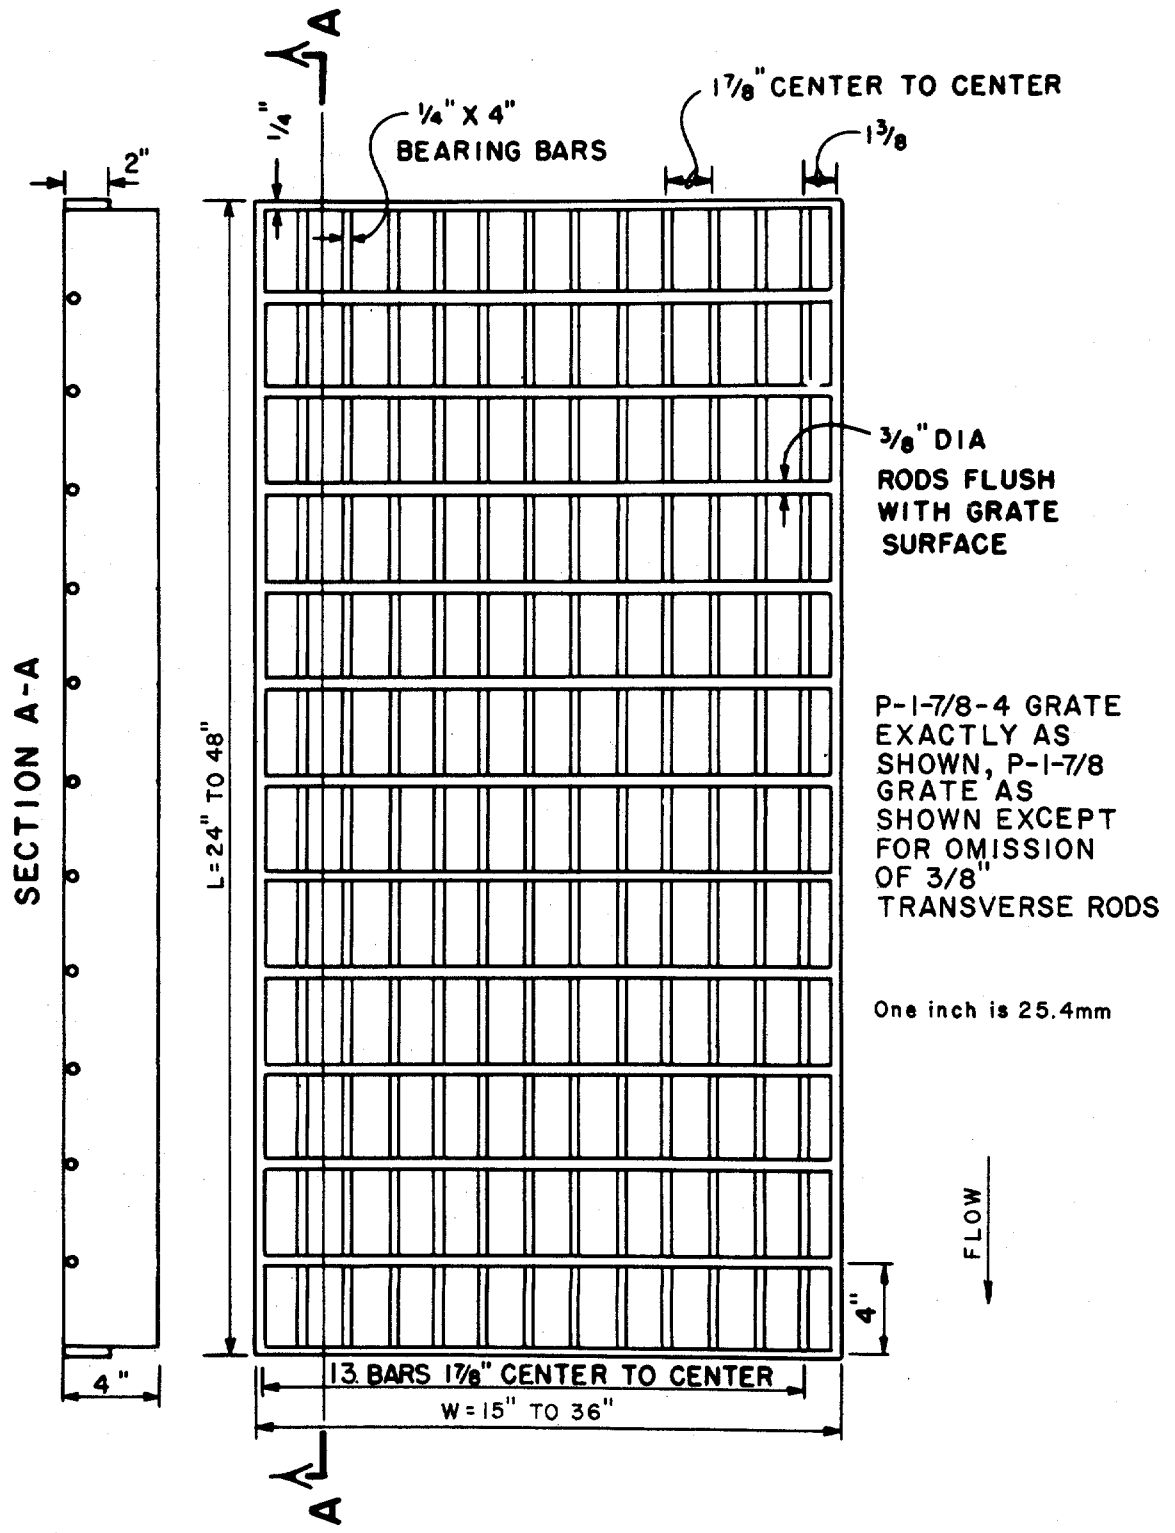 A
1 7/8" CENTER TO CENTER
1/4"
1/4" X 4"
BEARING BARS
1 3/8
2"
3/8" DIA
RODS FLUSH
WITH GRATE
SURFACE
SECTION A-A
L=24" TO 48"
P-1-7/8-4 GRATE
EXACTLY AS
SHOWN, P-1-7/8
GRATE AS
SHOWN EXCEPT
FOR OMISSION
OF 3/8"
TRANSVERSE RODS
One inch is 25.4mm
FLOW
4"
4"
13. BARS 1 7/8" CENTER TO CENTER
W=15" TO 36"
A